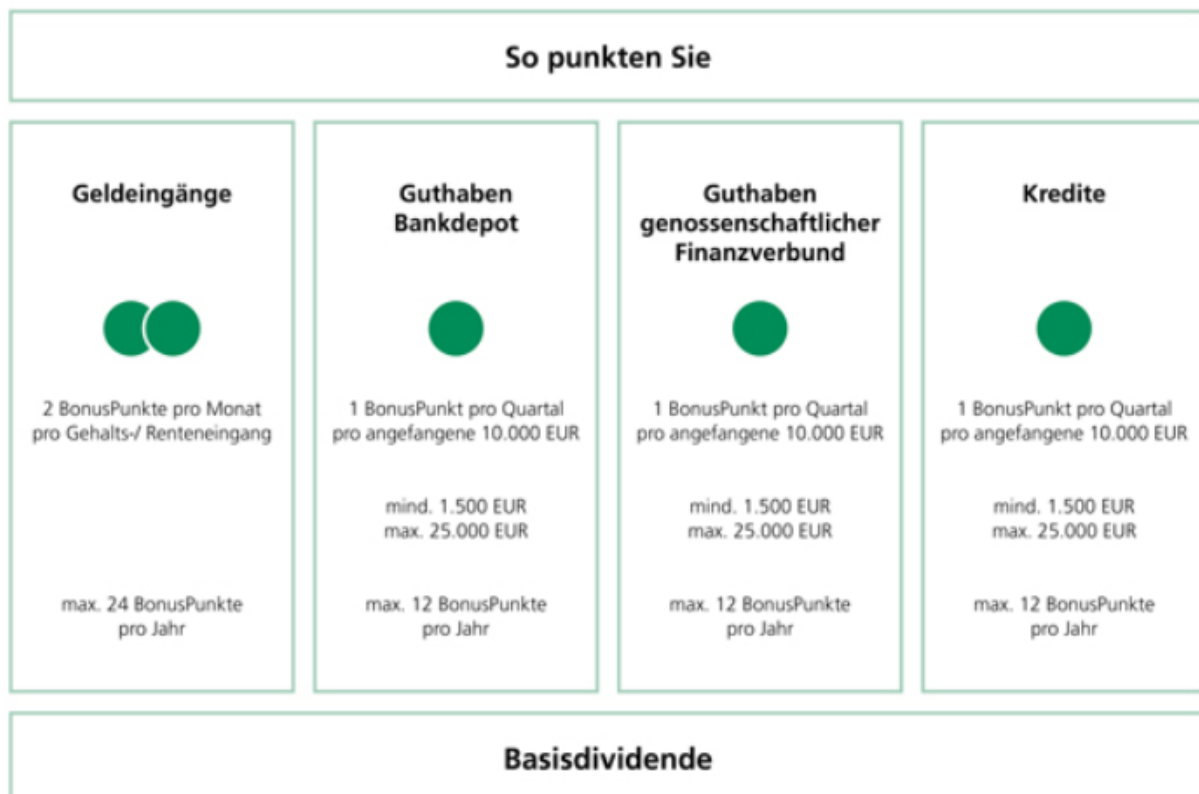 So punkten Sie
Geldeingänge
2 BonusPunkte pro Monat
pro Gehalts-/ Renteneingang
max. 24 BonusPunkte
pro Jahr
Guthaben
Bankdepot
1 BonusPunkt pro Quartal
pro angefangene 10.000 EUR
mind. 1.500 EUR
max. 25.000 EUR
max. 12 BonusPunkte
pro Jahr
Guthaben
genossenschaftlicher
Finanzverbund
1 BonusPunkt pro Quartal
pro angefangene 10.000 EUR
mind. 1.500 EUR
max. 25.000 EUR
max. 12 BonusPunkte
pro Jahr
Kredite
1 BonusPunkt pro Quartal
pro angefangene 10.000 EUR
mind. 1.500 EUR
max. 25.000 EUR
max. 12 BonusPunkte
pro Jahr
Basisdividende